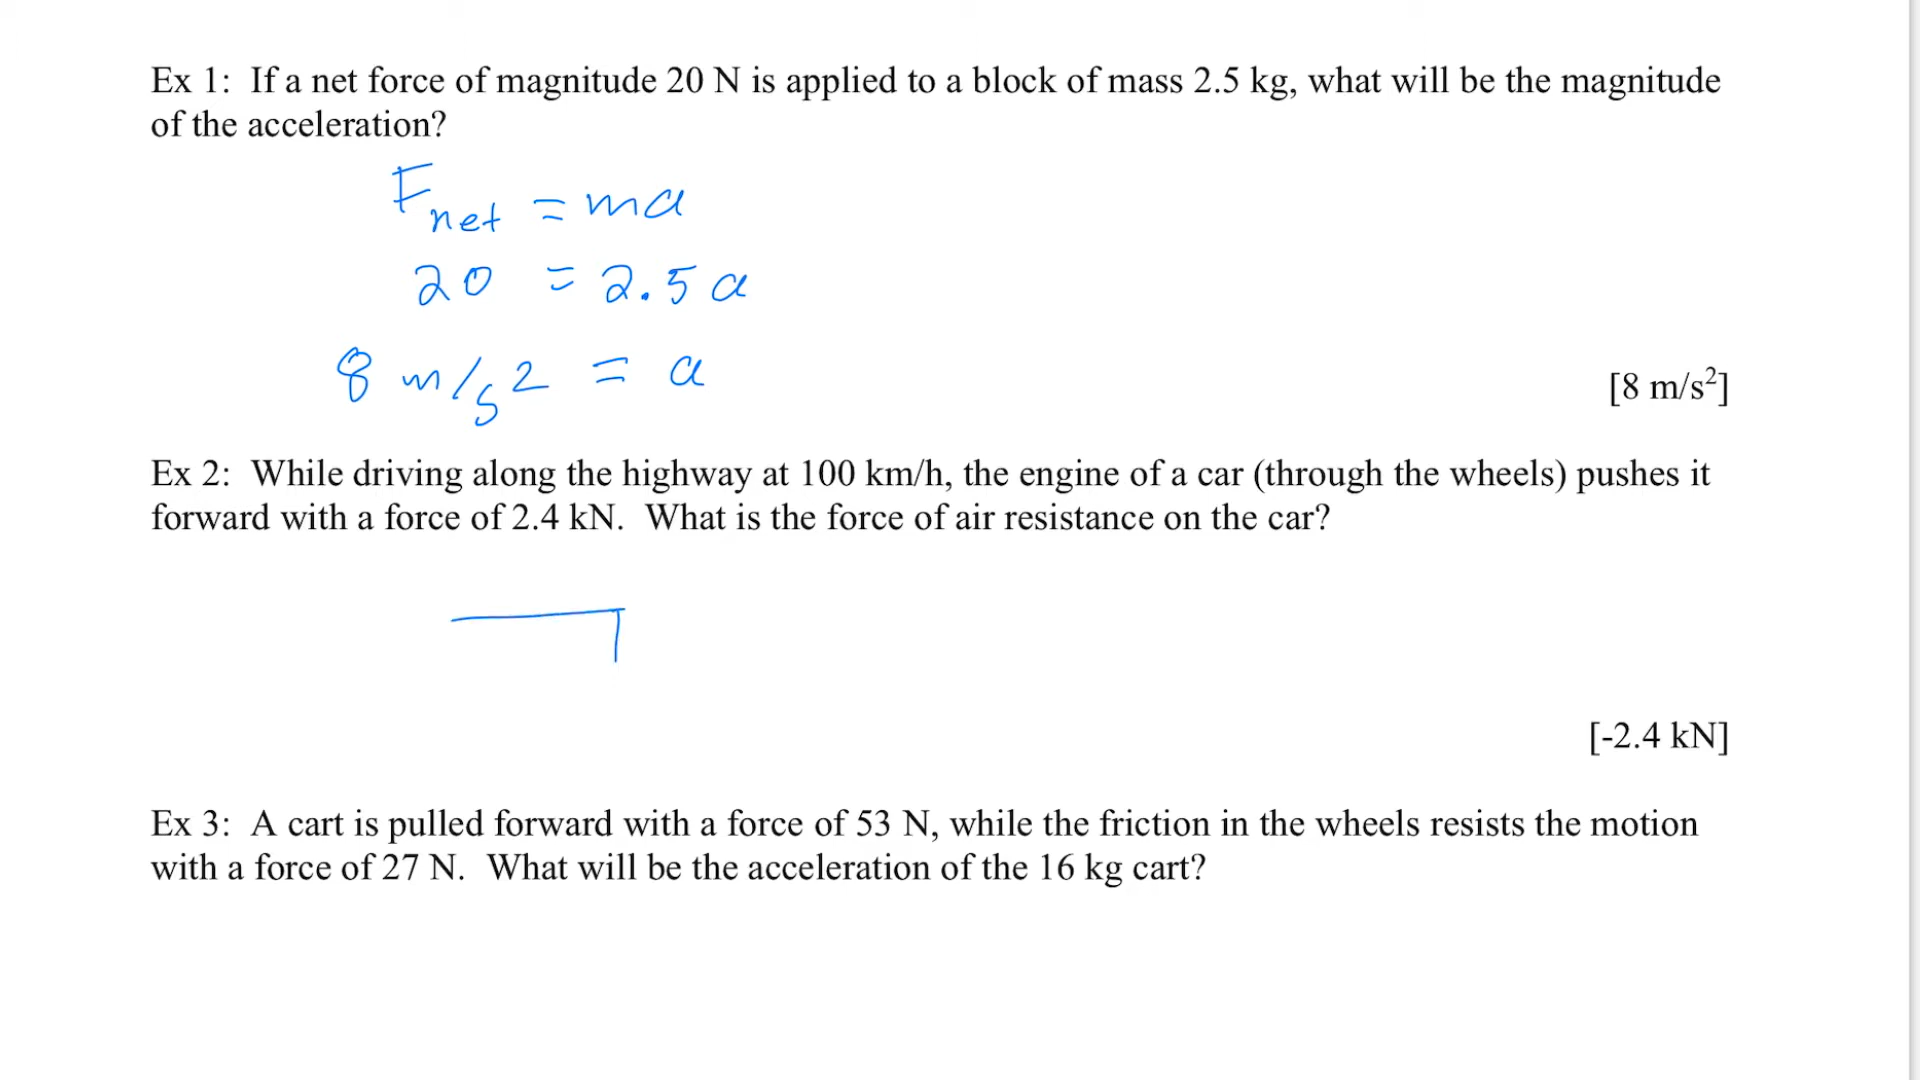 Ex 1:  If a net force of magnitude 20 N is applied to a block of mass 2.5 kg, what will be the magnitude
of the acceleration?
Fnet = ma
20 = 2.5 a
8 m/s2 = a
[8 m/s²]
Ex 2:  While driving along the highway at 100 km/h, the engine of a car (through the wheels) pushes it
forward with a force of 2.4 kN.  What is the force of air resistance on the car?
[-2.4 kN]
Ex 3:  A cart is pulled forward with a force of 53 N, while the friction in the wheels resists the motion
with a force of 27 N.  What will be the acceleration of the 16 kg cart?